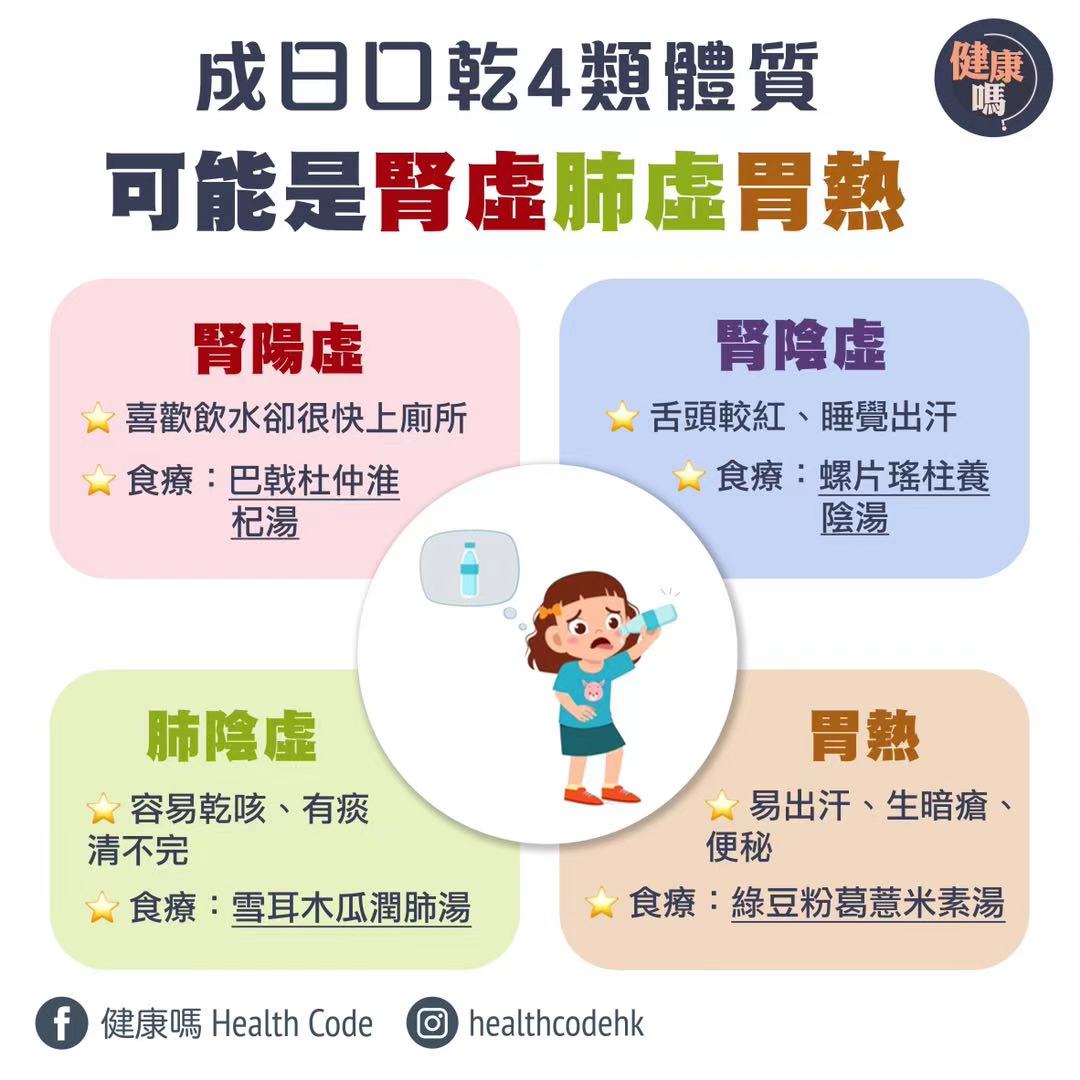 成日口乾4類體質
健康
嗎
可能是腎虛肺虛胃熱
腎陽虛
⭐ 喜歡飲水卻很快上廁所
⭐ 食療：巴戟杜仲淮
杞湯
腎陰虛
⭐ 舌頭較紅、睡覺出汗
⭐ 食療：螺片瑤柱養
陰湯
肺陰虛
⭐ 容易乾咳、有痰
清不完
⭐ 食療：雪耳木瓜潤肺湯
胃熱
⭐ 易出汗、生暗瘡、
便秘
⭐ 食療：綠豆粉葛薏米素湯
健康嗎 Health Code
healthcodehk